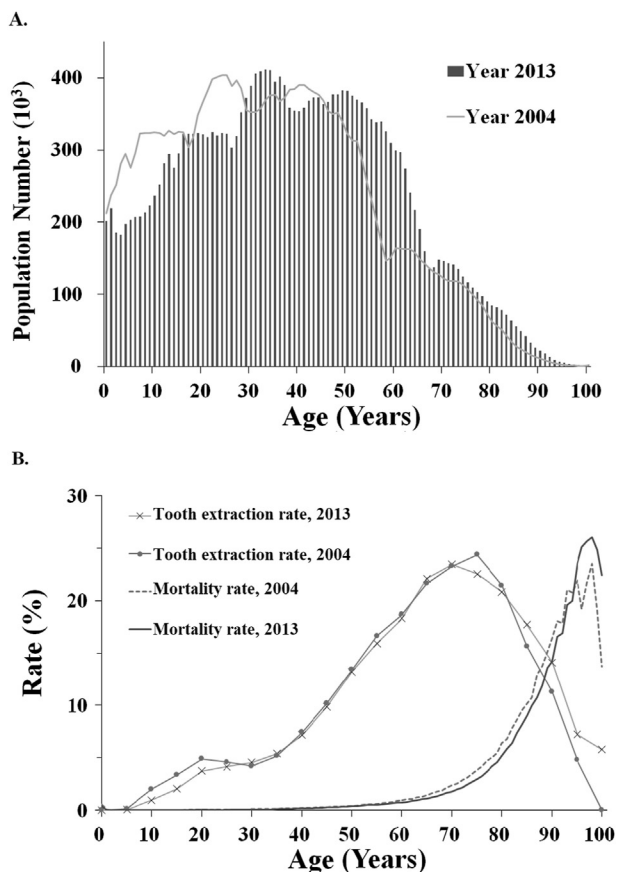 A.
Population Number (10³)
400
300
200
100
0
Year 2013
Year 2004
0 10 20 30 40 50 60 70 80 90 100
Age (Years)
B.
Rate (%)
30
20
10
0
Tooth extraction rate, 2013
Tooth extraction rate, 2004
Mortality rate, 2004
Mortality rate, 2013
0 10 20 30 40 50 60 70 80 90 100
Age (Years)